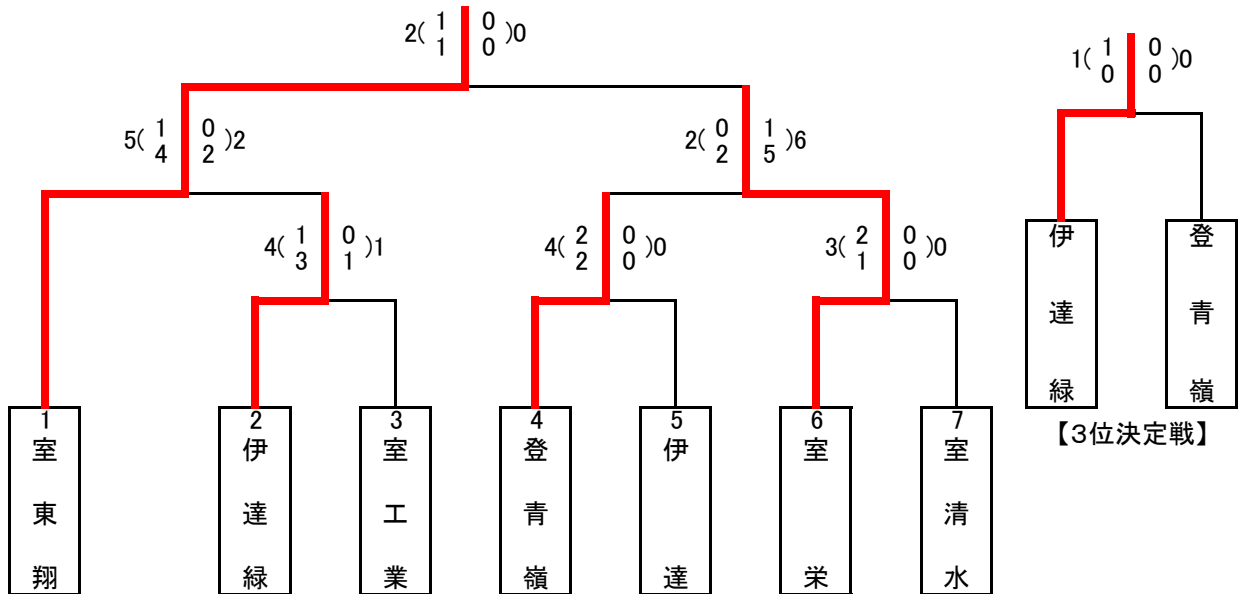 2( 1 0 )0
1 0
1( 1 0 )0
0 0
5( 1 0 )2
4 2
2( 0 1 )6
2 5
4( 1 0 )1
3 1
4( 2 0 )0
2 0
3( 2 0 )0
1 0
伊達緑
登青嶺
【3位決定戦】
1
室東翔
2
伊達緑
3
室工業
4
登青嶺
5
伊達
6
室栄
7
室清水